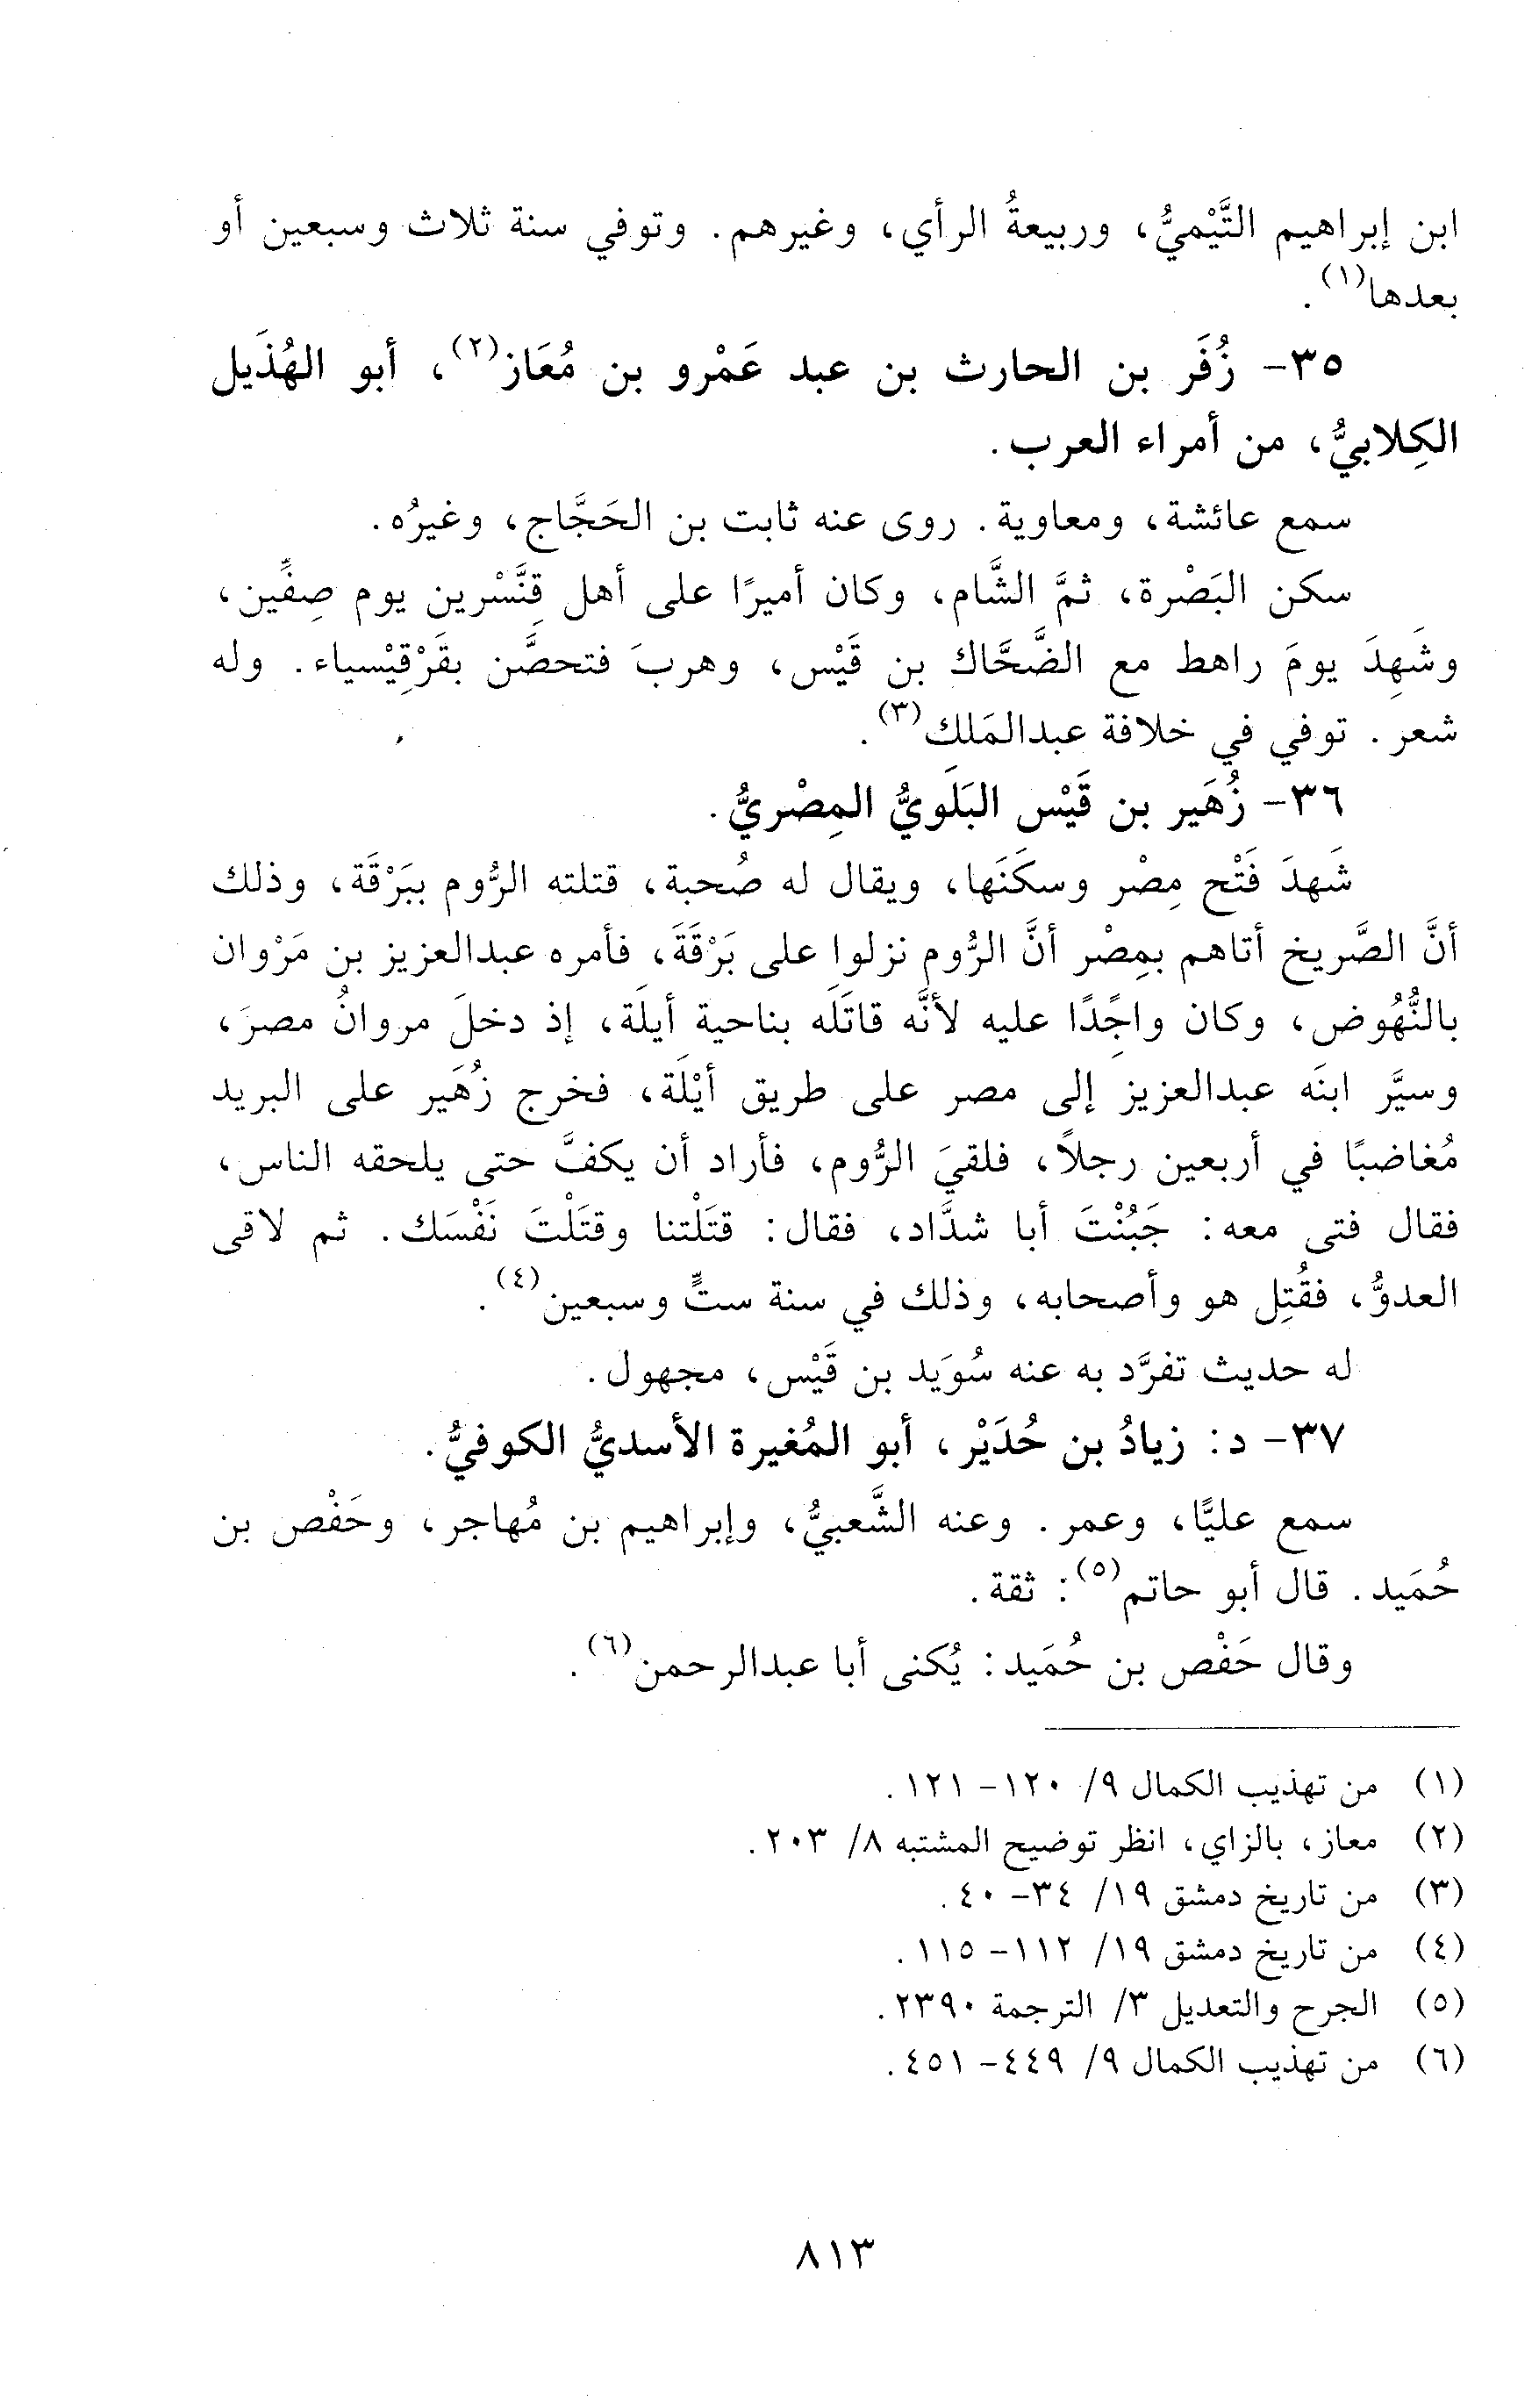 ابن إبراهيم التَّيْميُّ، وربيعةُ الرأي، وغيرهم. وتوفي سنة ثلاث وسبعين أو
بعدها(١).
٣٥- زُفَر بن الحارث بن عبد عَمْرو بن مُعَاز(٢)، أبو الهُذَيل
الكِلابيُّ، من أمراء العرب.
سمع عائشة، ومعاوية. روى عنه ثابت بن الحَجَّاج، وغيرُه.
سكن البَصْرة، ثمَّ الشَّام، وكان أميرًا على أهل قِنَّسْرين يوم صِفِّين،
وشَهِدَ يومَ راهط مع الضَّحَّاك بن قَيْس، وهربَ فتحصَّن بقَرْقِيْسياء. وله
شعر. توفي في خلافة عبدالمَلك(٣).
٣٦- زُهَير بن قَيْس البَلَويُّ المِصْريُّ.
شَهدَ فَتْح مِصْر وسكَنَها، ويقال له صُحبة، قتلته الرُّوم ببَرْقَة، وذلك
أنَّ الصَّريخ أتاهم بمِصْر أنَّ الرُّوم نزلوا على بَرْقَةَ، فأمره عبدالعزيز بن مَرْوان
بالنُّهُوض، وكان واجِدًا عليه لأنَّه قاتَلَه بناحية أيلَة، إذ دخلَ مروانُ مصرَ،
وسيَّر ابنَه عبدالعزيز إلى مصر على طريق أيْلَة، فخرج زُهَير على البريد
مُغاضبًا في أربعين رجلاً، فلقيَ الرُّوم، فأراد أن يكفَّ حتى يلحقه الناس،
فقال فتى معه: جَبُنْتَ أبا شدَّاد، فقال: قتَلْتنا وقتَلْتَ نَفْسَك. ثم لاقى
العدوُّ، فقُتِل هو وأصحابه، وذلك في سنة ستٍّ وسبعين(٤).
له حديث تفرَّد به عنه سُوَيد بن قَيْس، مجهول.
٣٧- د: زيادُ بن حُدَيْر، أبو المُغيرة الأسديُّ الكوفيُّ.
سمع عليًّا، وعمر. وعنه الشَّعبيُّ، وإبراهيم بن مُهاجر، وحَفْص بن
حُمَيد. قال أبو حاتم(٥): ثقة.
وقال حَفْص بن حُمَيد: يُكنى أبا عبدالرحمن(٦).
(١) من تهذيب الكمال ٩/ ١٢٠- ١٢١.
(٢) معاز، بالزاي، انظر توضيح المشتبه ٨/ ٢٠٣.
(٣) من تاريخ دمشق ١٩/ ٣٤- ٤٠.
(٤) من تاريخ دمشق ١٩/ ١١٢- ١١٥.
(٥) الجرح والتعديل ٣/ الترجمة ٢٣٩٠.
(٦) من تهذيب الكمال ٩/ ٤٤٩- ٤٥١.
٨١٣